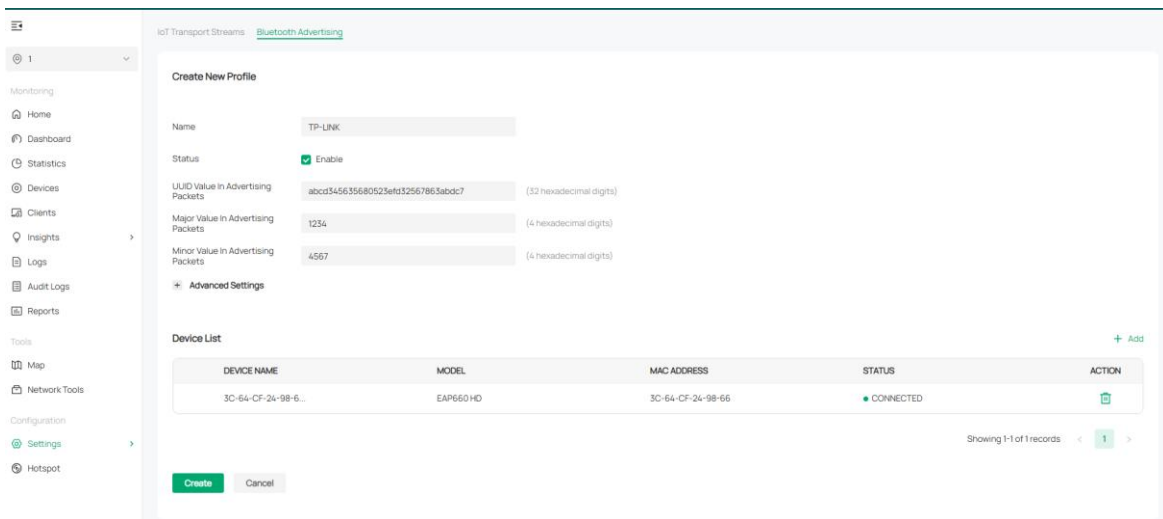 IoT Transport Streams Bluetooth Advertising
1
Create New Profile
Monitoring
Home
Name TP-LINK
Dashboard
Status Enable
Statistics
Devices
UUID Value In Advertising
Packets
abcd345635680523efd32567863abdc7 (32 hexadecimal digits)
Clients
Major Value In Advertising
Packets
1234 (4 hexadecimal digits)
Insights
Minor Value In Advertising
Packets
4567 (4 hexadecimal digits)
Logs
Audit Logs
+ Advanced Settings
Reports
Tools
Device List + Add
Map
DEVICE NAME MODEL MAC ADDRESS STATUS ACTION
Network Tools
3C-64-CF-24-98-6... EAP660 HD 3C-64-CF-24-98-66 CONNECTED
Configuration
Settings
Showing 1-1 of 1 records < 1 >
Hotspot
Create Cancel